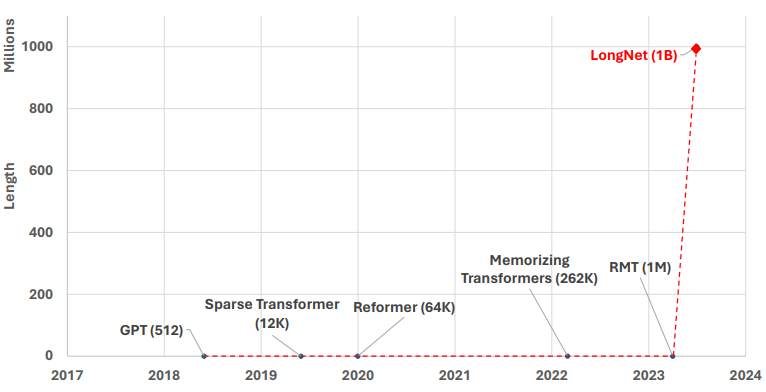 Millions
1000
LongNet (1B)
800
Length
600
400
Memorizing
Transformers (262K)
RMT (1M)
200
Sparse Transformer
(12K)
Reformer (64K)
GPT (512)
0
2017 2018 2019 2020 2021 2022 2023 2024